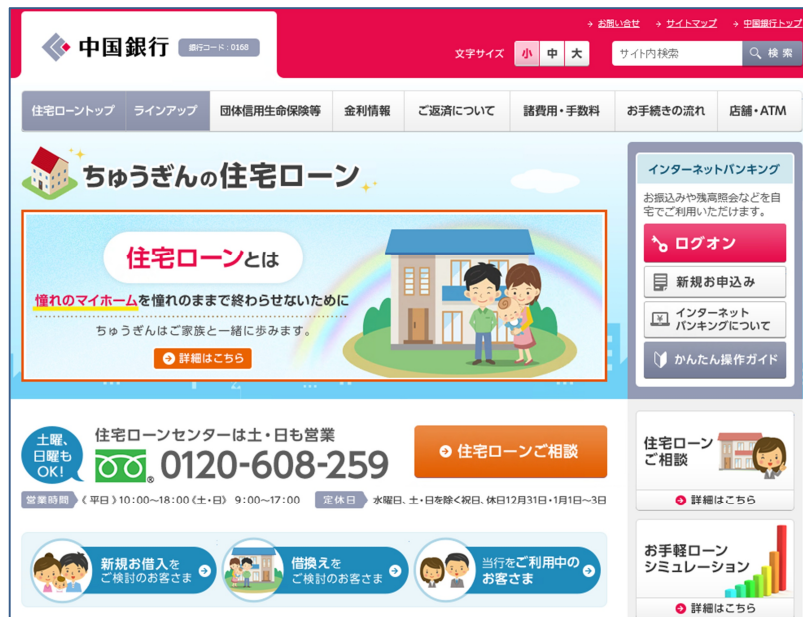 お問い合せ サイトマップ 中国銀行トップ
中国銀行 銀行コード:0168
文字サイズ 小 中 大 サイト内検索 検索
住宅ローントップ ラインアップ 団体信用生命保険等 金利情報 ご返済について 諸費用・手数料 お手続きの流れ 店舗・ATM
ちゅうぎんの住宅ローン
住宅ローンとは
憧れのマイホームを憧れのままで終わらせないために
ちゅうぎんはご家族と一緒に歩みます。
詳細はこちら
インターネットバンキング
お振込みや残高照会などを自
宅でご利用いただけます。
ログオン
新規お申込み
インターネット
バンキングについて
かんたん操作ガイド
土曜、
日曜も
OK!
住宅ローンセンターは土・日も営業
0120-608-259
住宅ローンご相談
営業時間 《平日》10:00~18:00《土・日》 9:00~17:00 定休日 水曜日、土・日を除く祝日、休日12月31日・1月1日~3日
新規お借入を
ご検討のお客さま
借換えを
ご検討のお客さま
当行をご利用中の
お客さま
住宅ローン
ご相談
詳細はこちら
お手軽ローン
シミュレーション
詳細はこちら